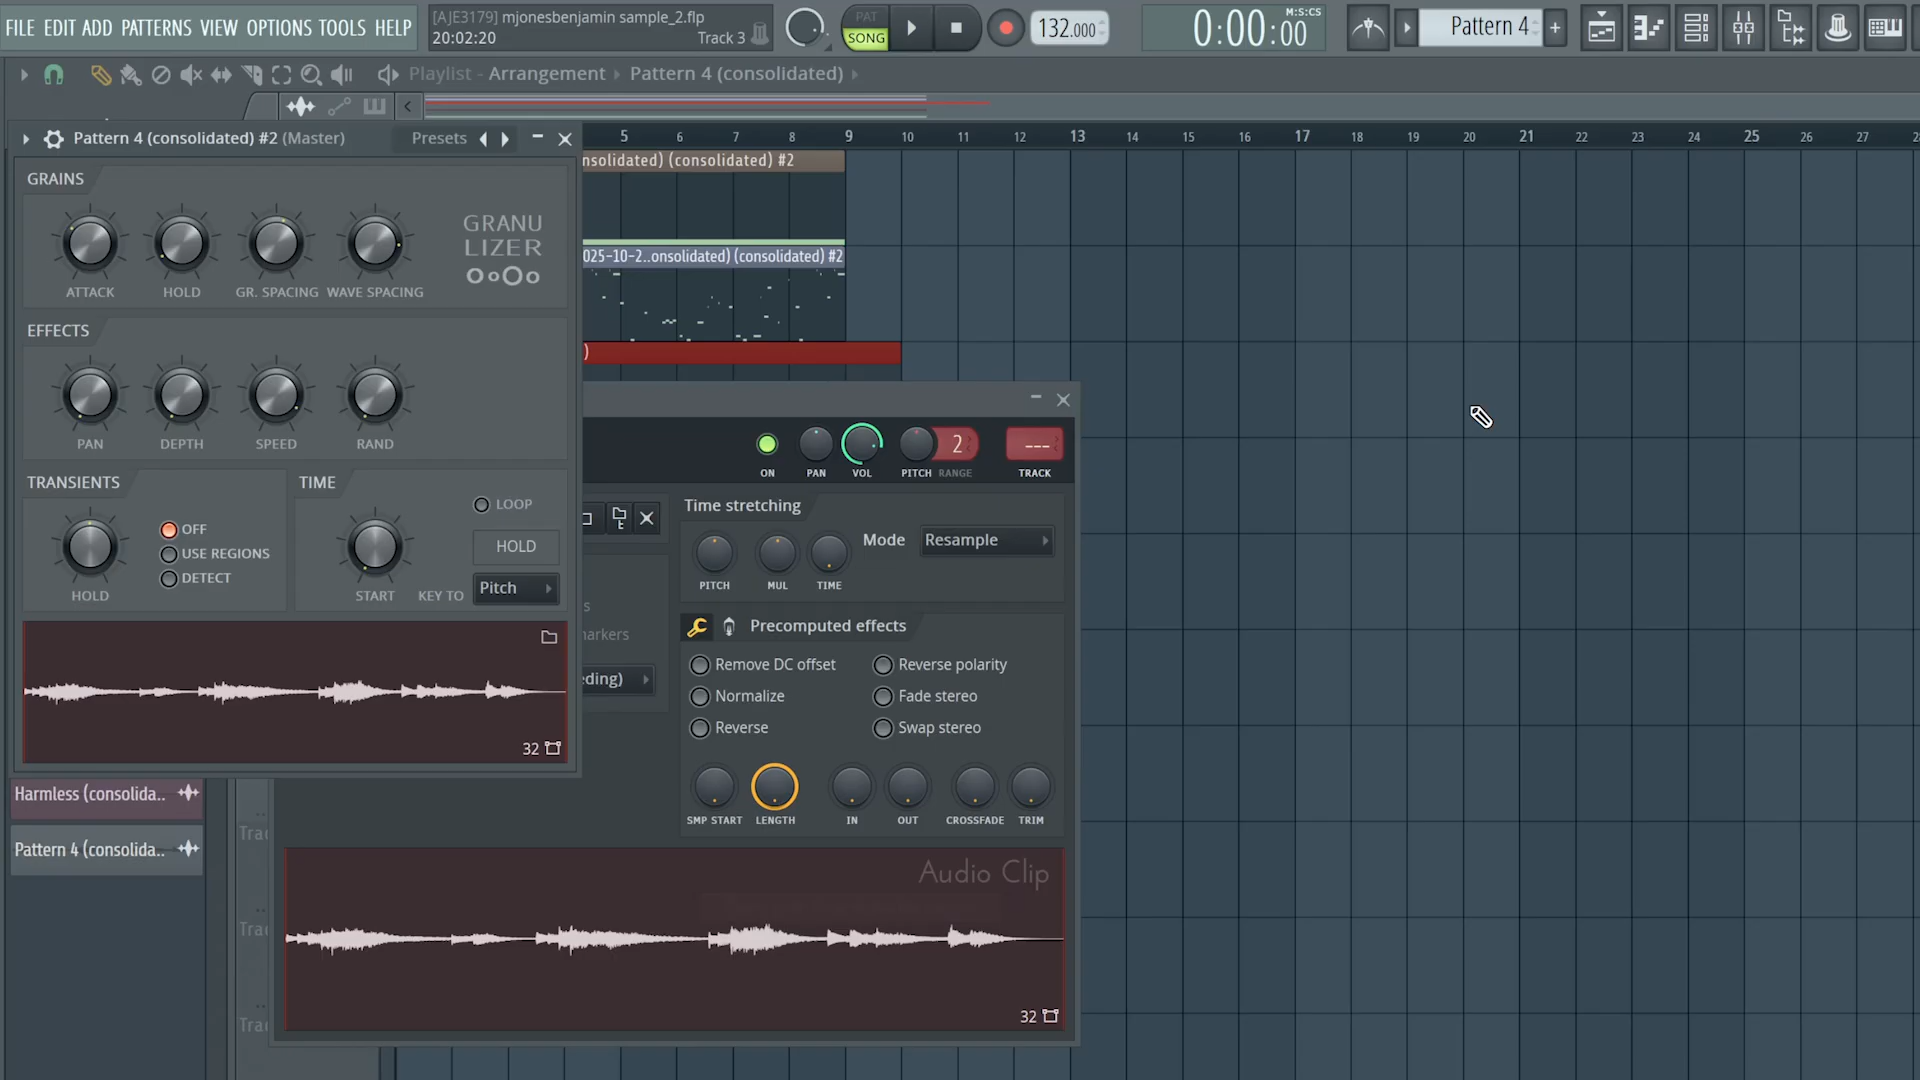 FILE EDIT ADD PATTERNS VIEW OPTIONS TOOLS HELP
[AJE3179] mjonesbenjamin sample_2.flp
20:02:20
Track 3
PAT
SONG
132.000
M:S:CS
0:00:00
Pattern 4
Playlist - Arrangement
Pattern 4 (consolidated)
Pattern 4 (consolidated) #2 (Master)
Presets
5 6 7 8 9 10 11 12 13 14 15 16 17 18 19 20 21 22 23 24 25 26 27
nsolidated) (consolidated) #2
025-10-2..onsolidated) (consolidated) #2
)
GRAINS
GRANU
LIZER
ATTACK HOLD GR. SPACING WAVE SPACING
EFFECTS
PAN DEPTH SPEED RAND
TRANSIENTS
OFF
USE REGIONS
DETECT
HOLD
TIME
LOOP
HOLD
START
KEY TO
Pitch
32
2
---
ON PAN VOL PITCH RANGE TRACK
Time stretching
Mode
Resample
PITCH MUL TIME
s
narkers
eding)
Precomputed effects
Remove DC offset
Reverse polarity
Normalize
Fade stereo
Reverse
Swap stereo
SMP START LENGTH IN OUT CROSSFADE TRIM
Audio Clip
32
Harmless (consolida..
Pattern 4 (consolida..
Trac
Trac
Trac